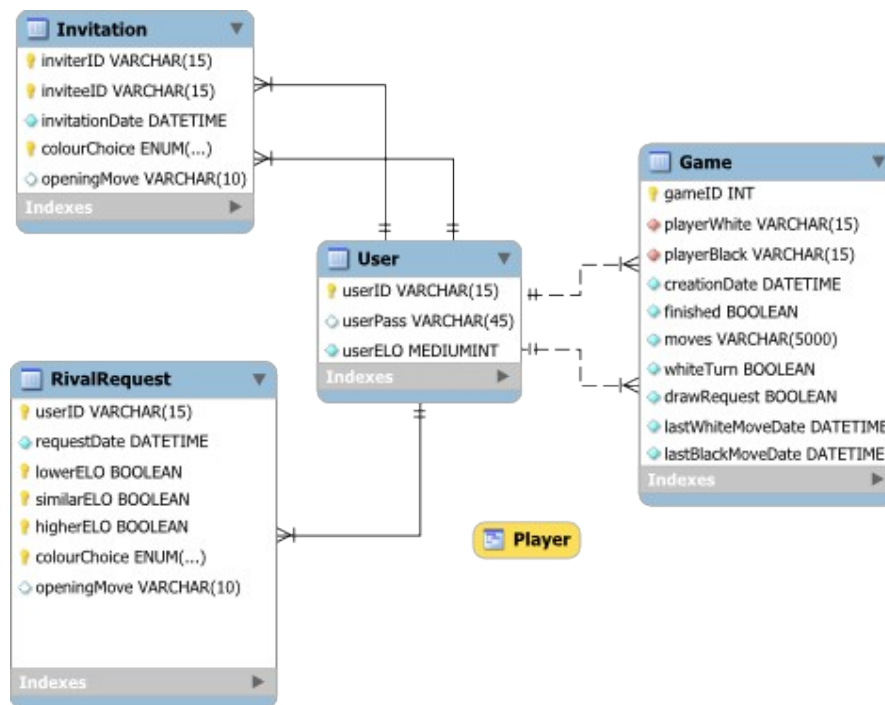 Invitation
inviterID VARCHAR(15)
inviteeID VARCHAR(15)
invitationDate DATETIME
colourChoice ENUM(...)
openingMove VARCHAR(10)
Indexes
Game
gameID INT
playerWhite VARCHAR(15)
playerBlack VARCHAR(15)
creationDate DATETIME
finished BOOLEAN
moves VARCHAR(5000)
whiteTurn BOOLEAN
drawRequest BOOLEAN
lastWhiteMoveDate DATETIME
lastBlackMoveDate DATETIME
Indexes
User
userID VARCHAR(15)
userPass VARCHAR(45)
userELO MEDIUMINT
Indexes
RivalRequest
userID VARCHAR(15)
requestDate DATETIME
lowerELO BOOLEAN
similarELO BOOLEAN
higherELO BOOLEAN
colourChoice ENUM(...)
openingMove VARCHAR(10)
Indexes
Player